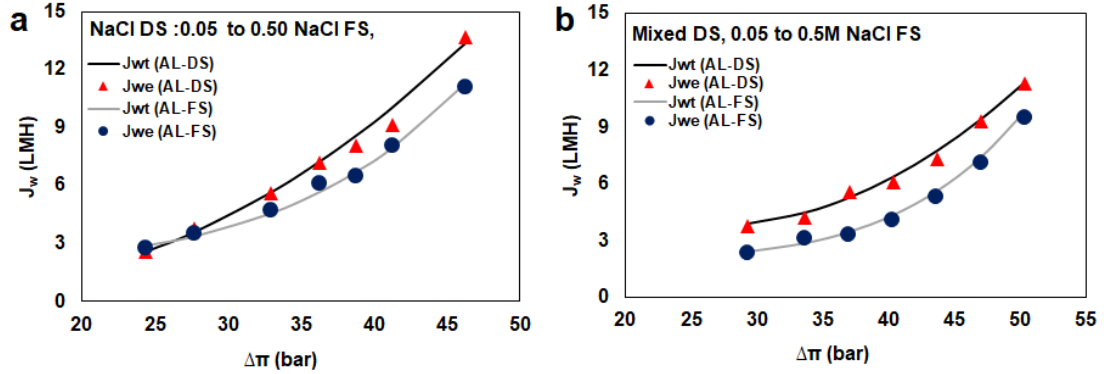 a
NaCl DS :0.05 to 0.50 NaCl FS,
Jwt (AL-DS)
Jwe (AL-DS)
Jwt (AL-FS)
Jwe (AL-FS)
15
12
9
6
3
0
Jw (LMH)
20 25 30 35 40 45 50
Δπ (bar)
b
Mixed DS, 0.05 to 0.5M NaCl FS
Jwt (AL-DS)
Jwe (AL-DS)
Jwt (AL-FS)
Jwe (AL-FS)
15
12
9
6
3
0
Jw (LMH)
20 25 30 35 40 45 50 55
Δπ (bar)